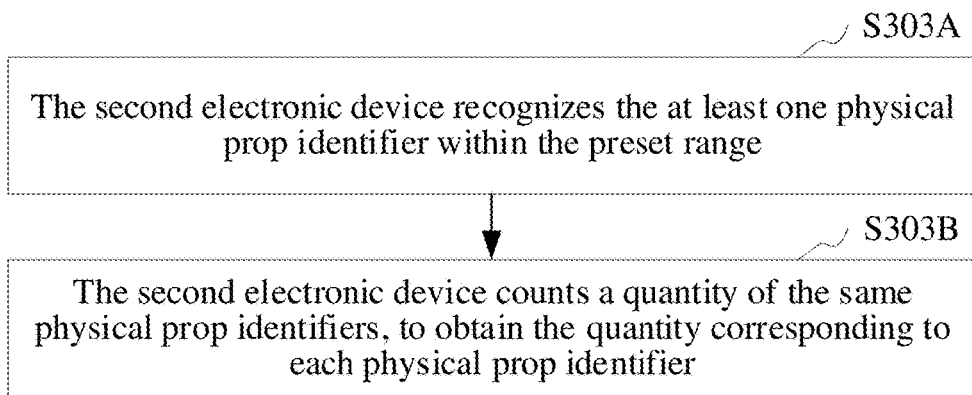 S303A
The second electronic device recognizes the at least one physical
prop identifier within the preset range
S303B
The second electronic device counts a quantity of the same
physical prop identifiers, to obtain the quantity corresponding to
each physical prop identifier